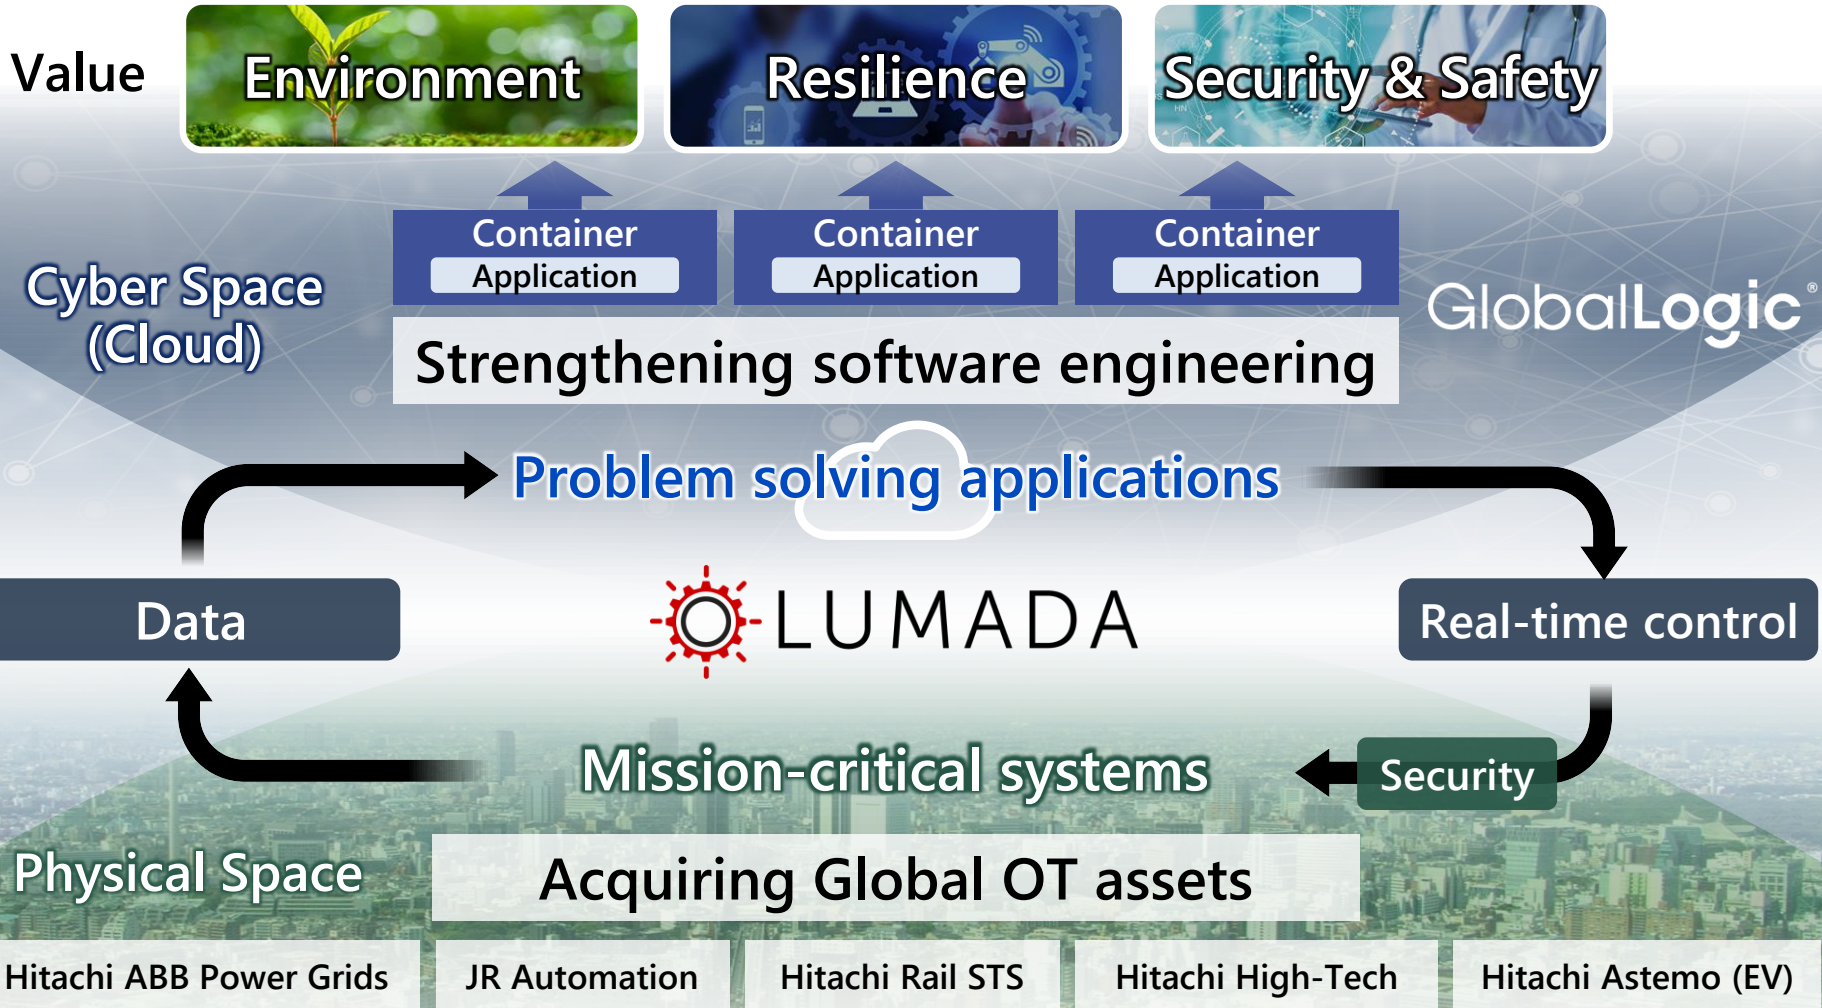 Value
Environment
Resilience
Security & Safety
Container
Application
Container
Application
Container
Application
Cyber Space
(Cloud)
GlobalLogic®
Strengthening software engineering
Problem solving applications
Data
LUMADA
Real-time control
Mission-critical systems
Security
Physical Space
Acquiring Global OT assets
Hitachi ABB Power Grids
JR Automation
Hitachi Rail STS
Hitachi High-Tech
Hitachi Astemo (EV)